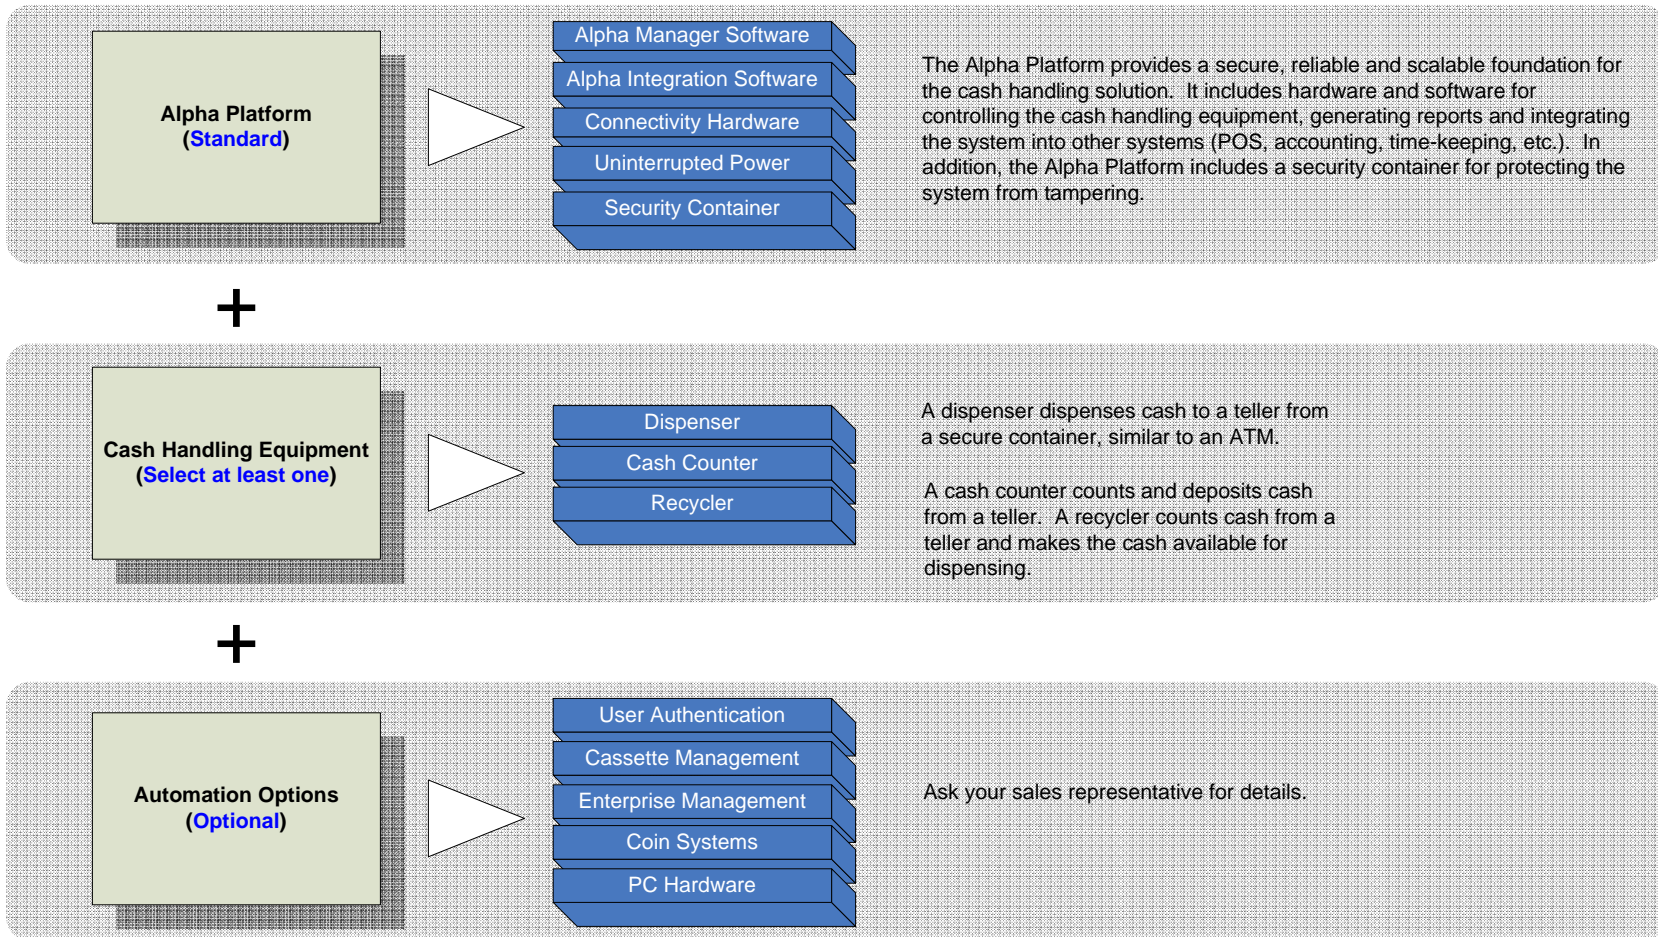 Alpha Platform
(Standard)
Alpha Manager Software
Alpha Integration Software
Connectivity Hardware
Uninterrupted Power
Security Container
The Alpha Platform provides a secure, reliable and scalable foundation for
the cash handling solution.  It includes hardware and software for
controlling the cash handling equipment, generating reports and integrating
the system into other systems (POS, accounting, time-keeping, etc.).  In
addition, the Alpha Platform includes a security container for protecting the
system from tampering.
+
Cash Handling Equipment
(Select at least one)
Dispenser
Cash Counter
Recycler
A dispenser dispenses cash to a teller from
a secure container, similar to an ATM.
A cash counter counts and deposits cash
from a teller.  A recycler counts cash from a
teller and makes the cash available for
dispensing.
+
Automation Options
(Optional)
User Authentication
Cassette Management
Enterprise Management
Coin Systems
PC Hardware
Ask your sales representative for details.